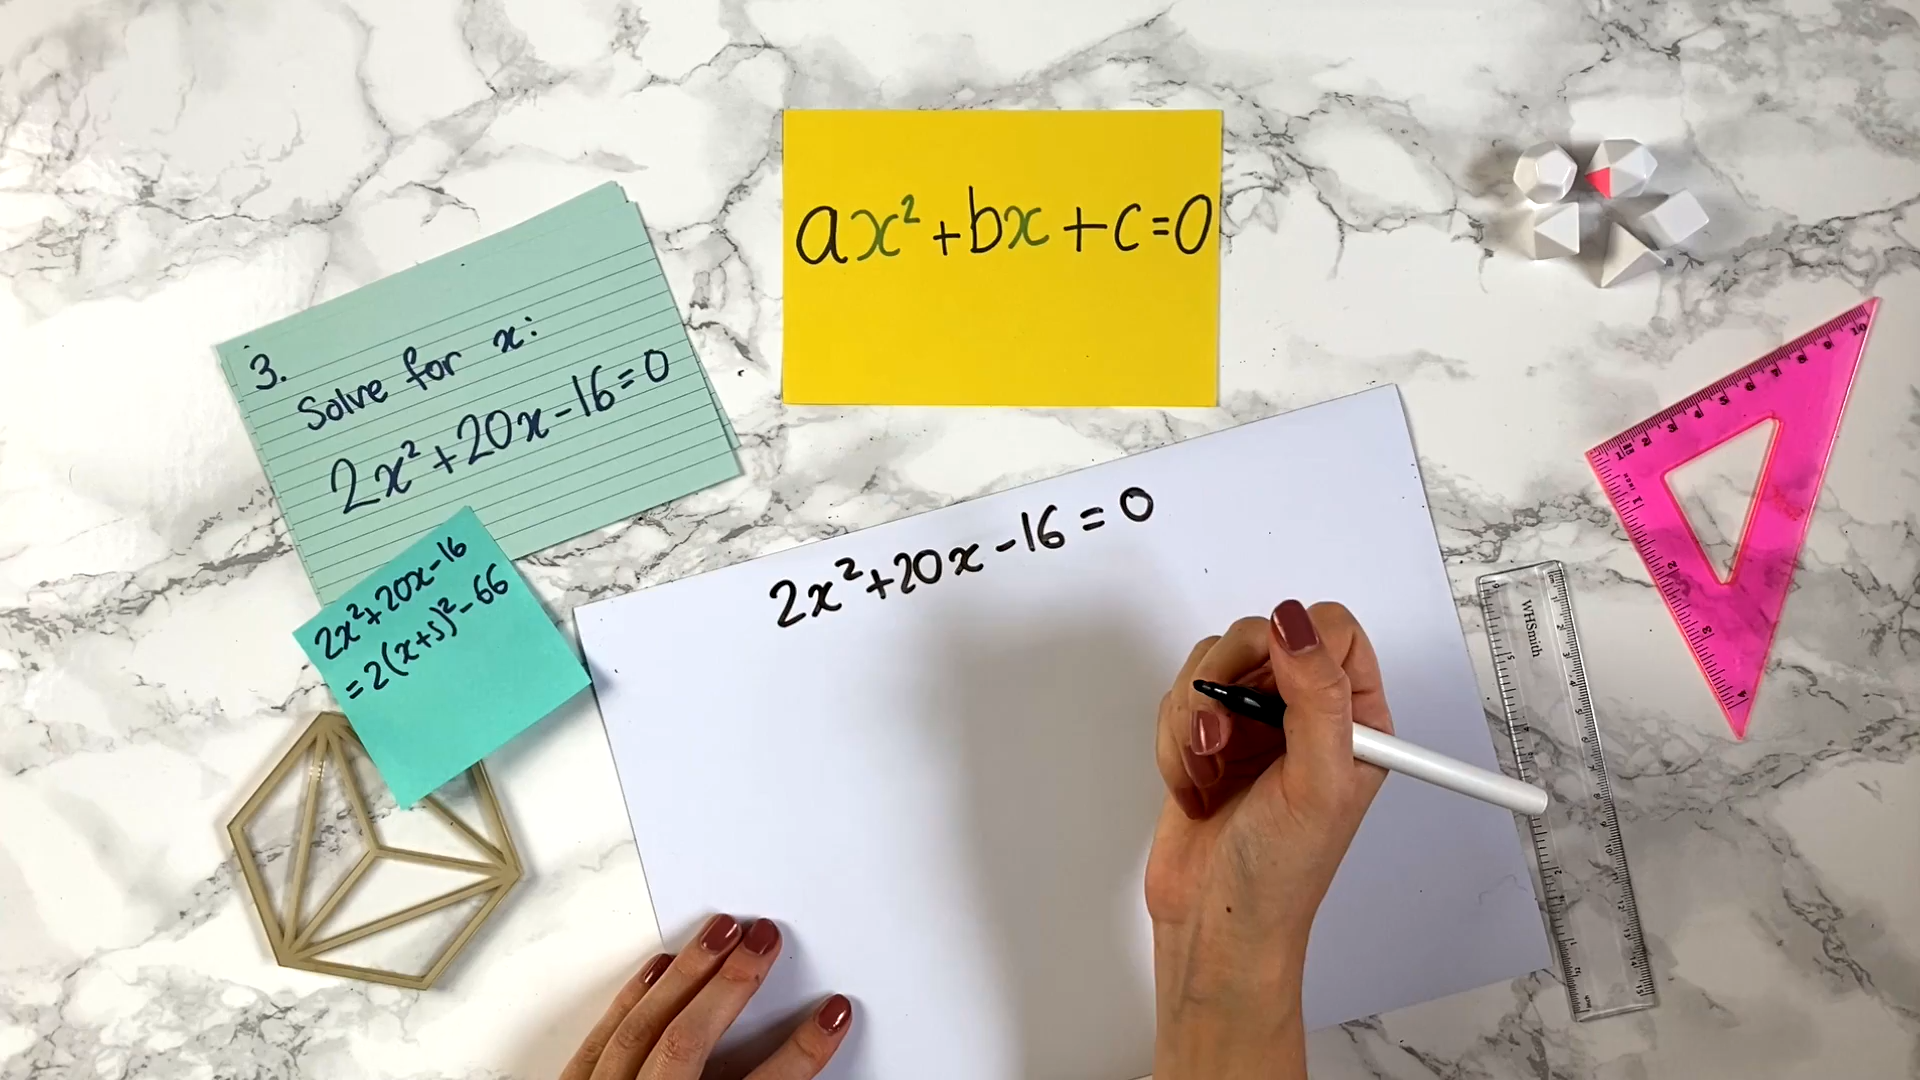 ax²+bx+c=0
3.
Solve for x:
2x²+20x-16=0
2x²+20x-16=0
2x²+20x-16
=2(x+5)²-66
WHSmith